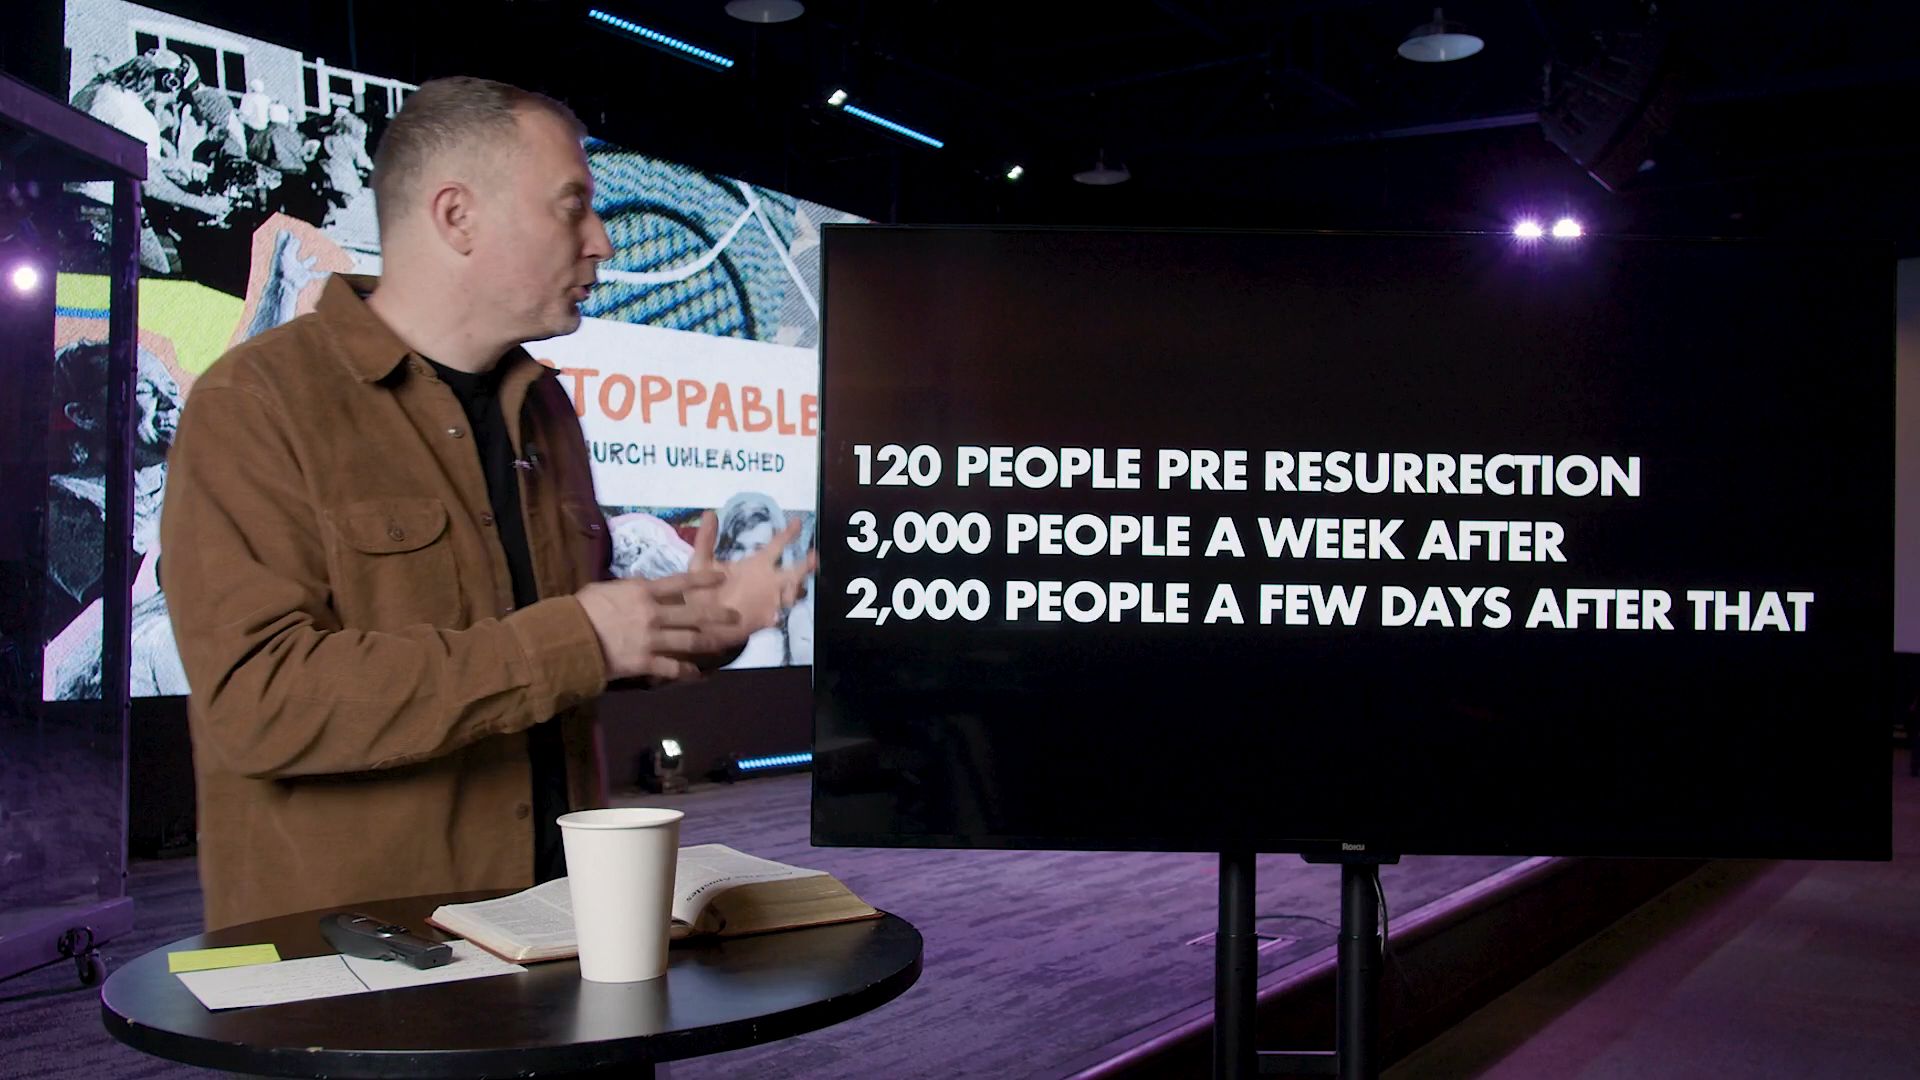 TOPPABLE
URCH UNLEASHED
120 PEOPLE PRE RESURRECTION
3,000 PEOPLE A WEEK AFTER
2,000 PEOPLE A FEW DAYS AFTER THAT
Roku
Apostles